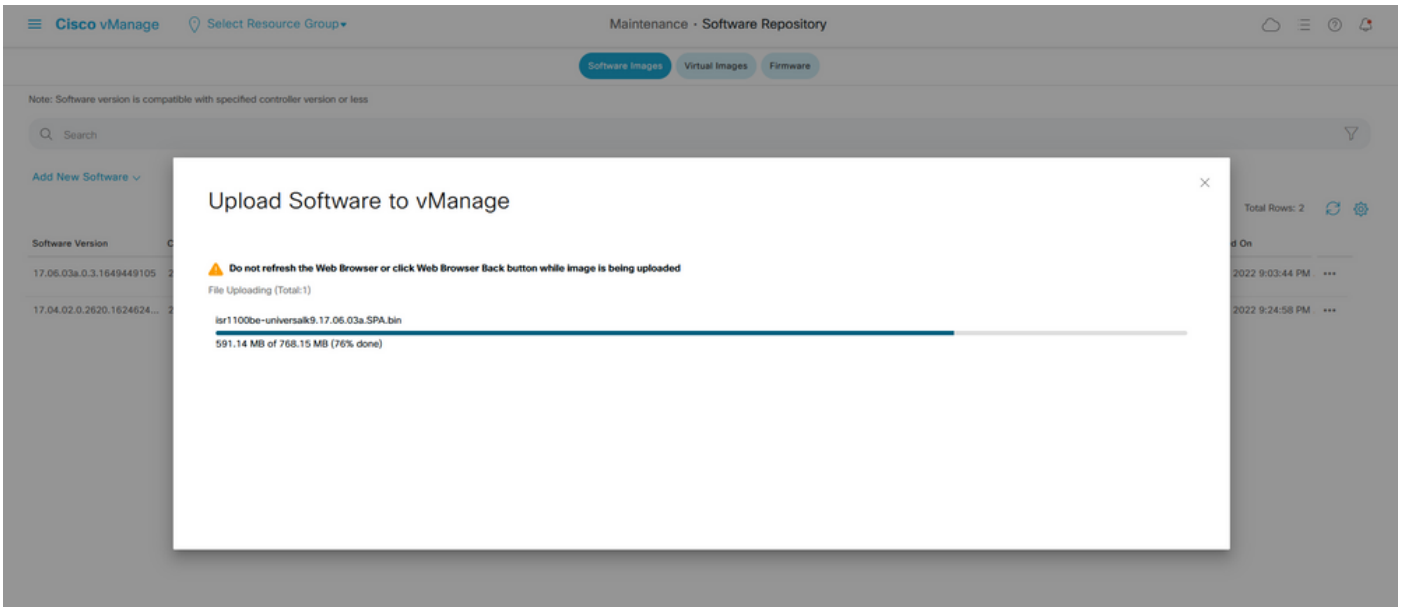 Cisco vManage Select Resource Group Maintenance · Software Repository
Software Images Virtual Images Firmware
Note: Software version is compatible with specified controller version or less
Search
Add New Software
Upload Software to vManage
Total Rows: 2
Software Version
d On
Do not refresh the Web Browser or click Web Browser Back button while image is being uploaded
17.06.03a.0.3.1649449105
2022 9:03:44 PM
File Uploading (Total:1)
17.04.02.0.2620.1624624...
2022 9:24:58 PM
isr1100be-universalk9.17.06.03a.SPA.bin
591.14 MB of 768.15 MB (76% done)